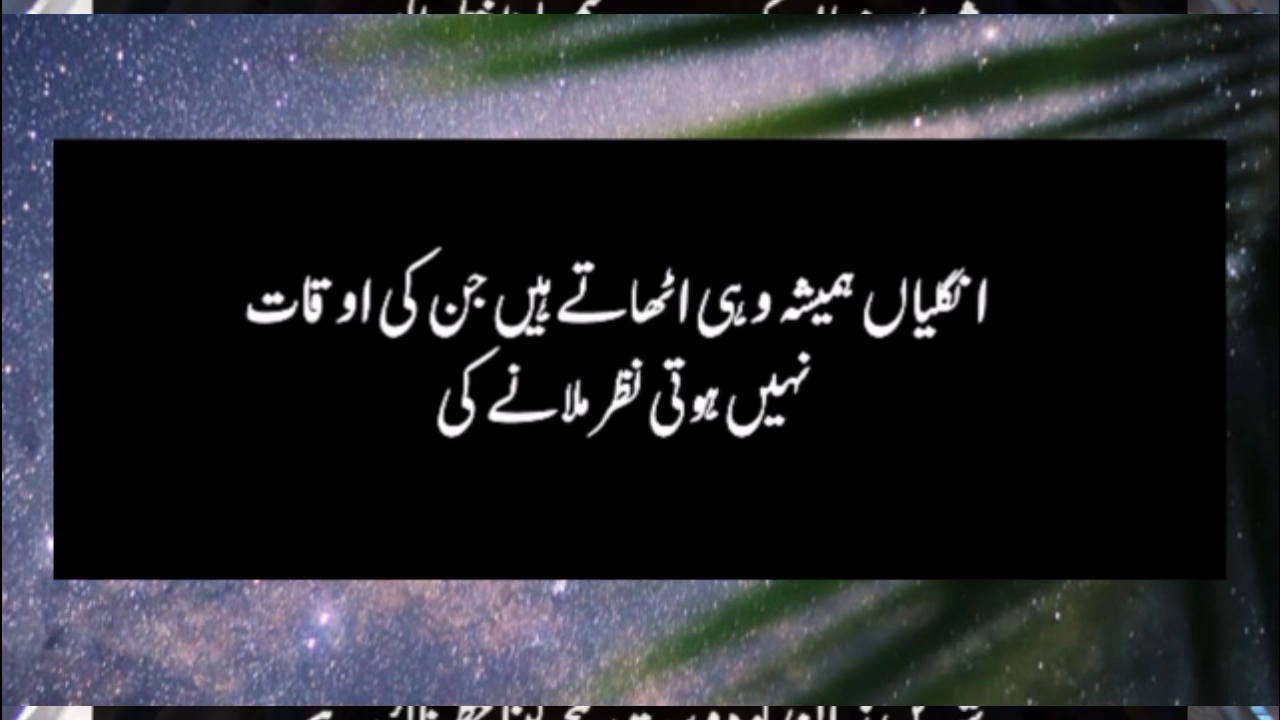 انگلیاں ہمیشہ وہی اٹھاتے ہیں جن کی اوقات
نہیں ہوتی نظر ملانے کی